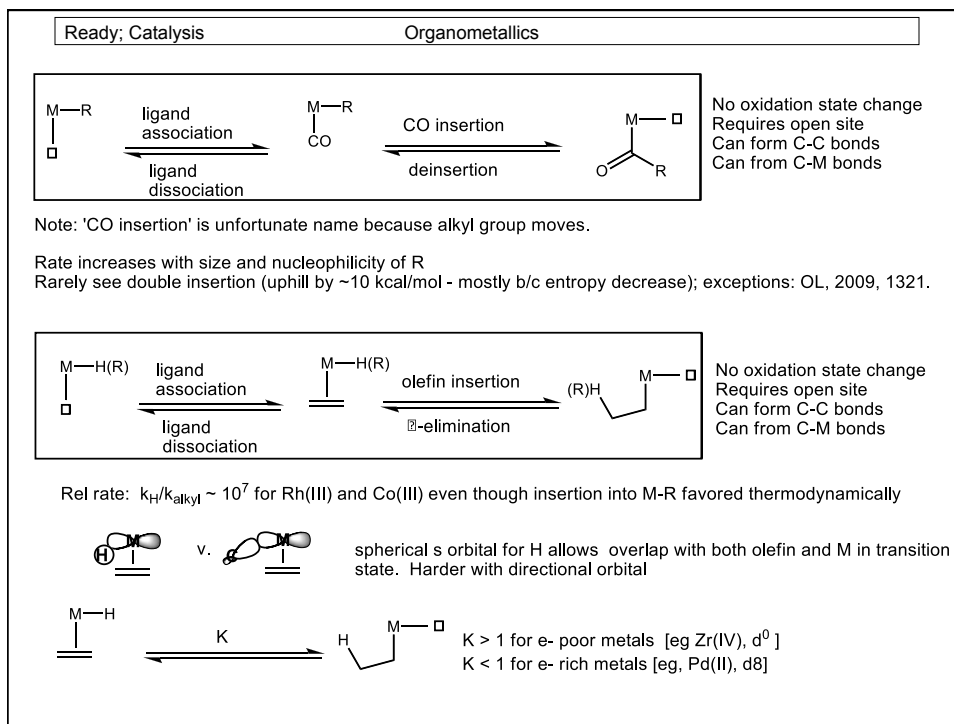 Ready; Catalysis Organometallics
M R
ligand association
ligand dissociation
M R
CO
CO insertion
deinsertion
M
O
R
No oxidation state change
Requires open site
Can form C-C bonds
Can from C-M bonds
Note: 'CO insertion' is unfortunate name because alkyl group moves.
Rate increases with size and nucleophilicity of R
Rarely see double insertion (uphill by ~10 kcal/mol - mostly b/c entropy decrease); exceptions: OL, 2009, 1321.
M H(R)
ligand association
ligand dissociation
M H(R)
olefin insertion
-elimination
(R)H
M
No oxidation state change
Requires open site
Can form C-C bonds
Can from C-M bonds
Rel rate: kH/kalkyl ~ 10^7 for Rh(III) and Co(III) even though insertion into M-R favored thermodynamically
H M v. C M
spherical s orbital for H allows overlap with both olefin and M in transition
state. Harder with directional orbital
M H
K
H M
K > 1 for e- poor metals [eg Zr(IV), d^0 ]
K < 1 for e- rich metals [eg, Pd(II), d8]